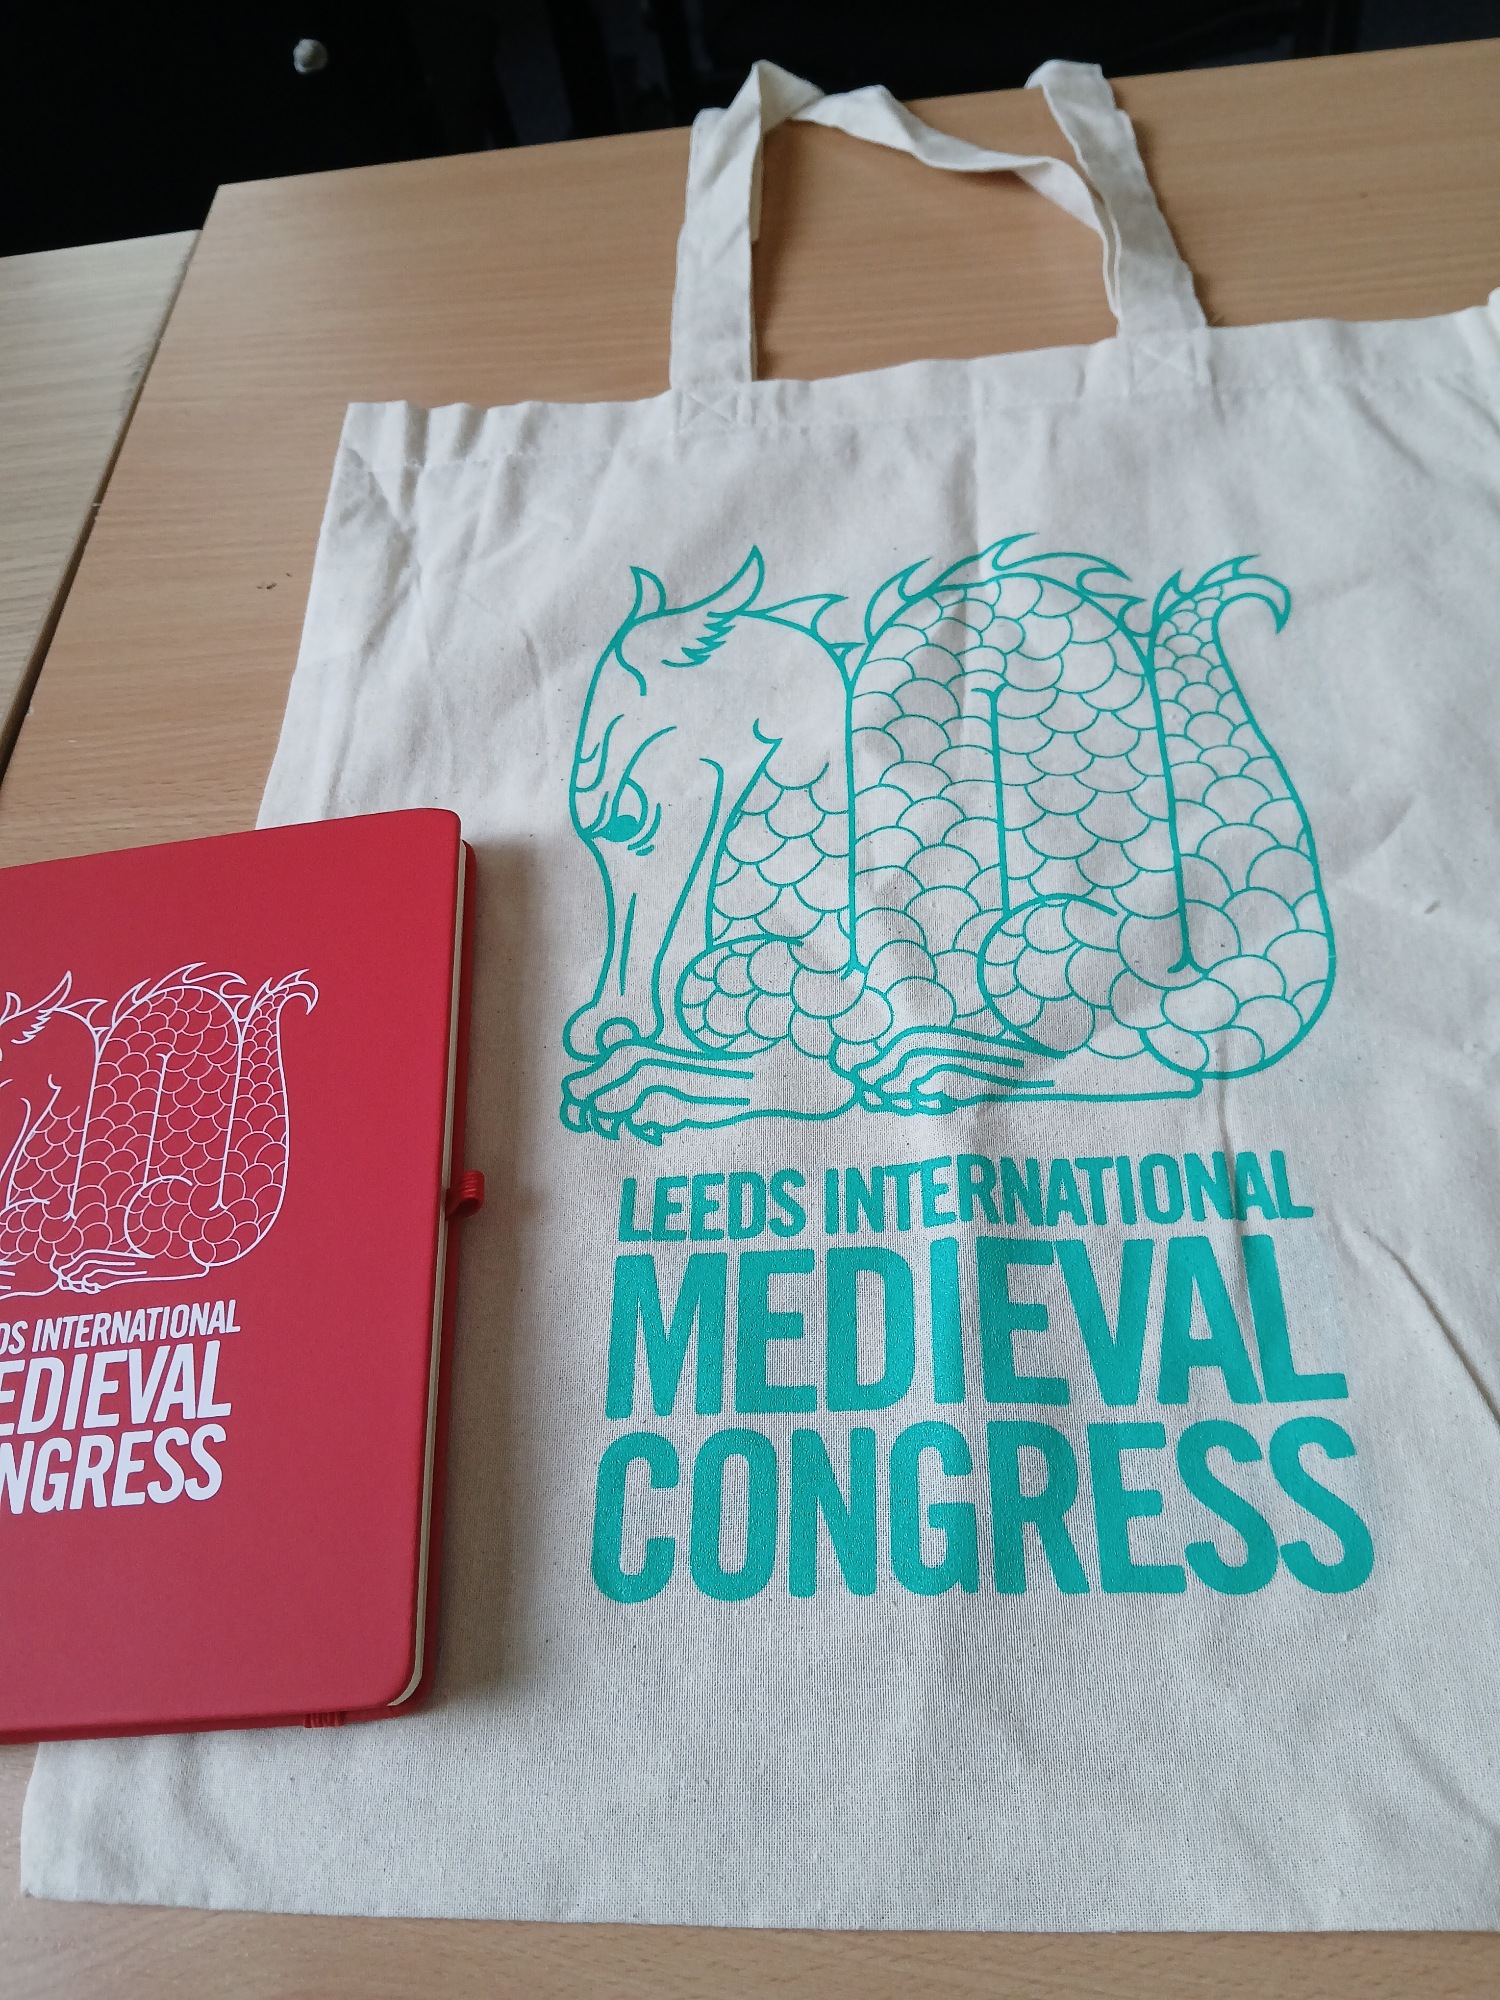 LEEDS INTERNATIONAL
MEDIEVAL
CONGRESS
DS INTERNATIONAL
EDIEVAL
NGRESS